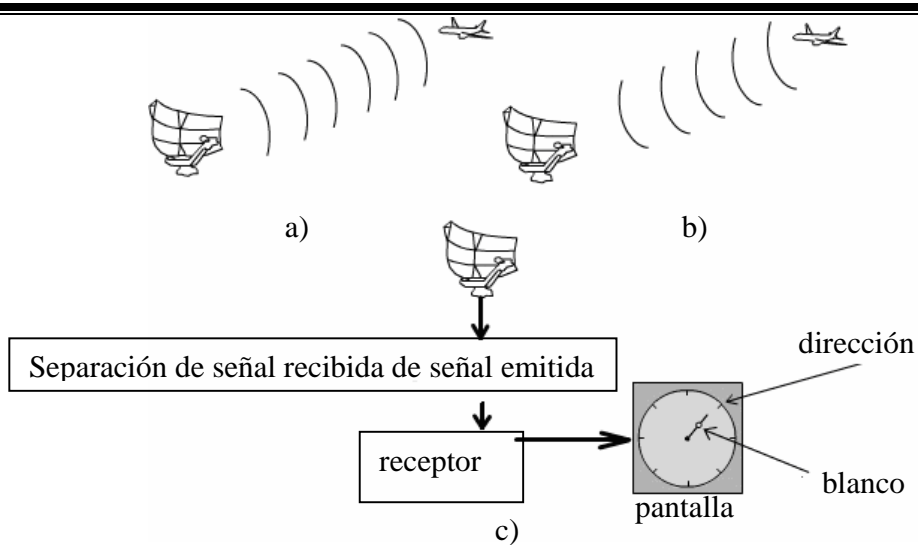 a)
b)
Separación de señal recibida de señal emitida
dirección
receptor
blanco
pantalla
c)